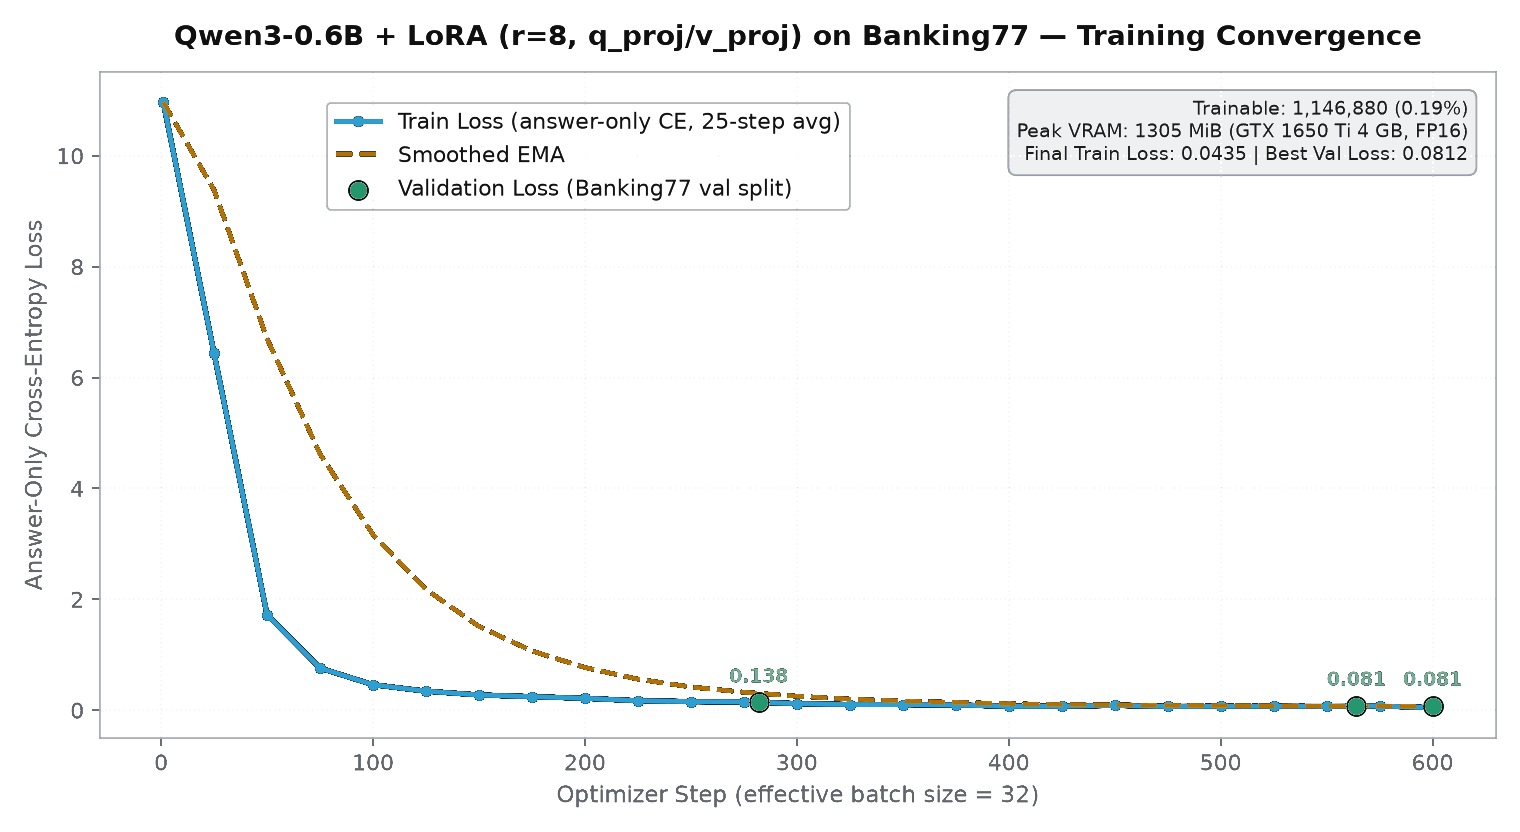 Qwen3-0.6B + LoRA (r=8, q_proj/v_proj) on Banking77 — Training Convergence
Train Loss (answer-only CE, 25-step avg)
Smoothed EMA
Validation Loss (Banking77 val split)
Trainable: 1,146,880 (0.19%)
Peak VRAM: 1305 MiB (GTX 1650 Ti 4 GB, FP16)
Final Train Loss: 0.0435 | Best Val Loss: 0.0812
Answer-Only Cross-Entropy Loss
10
8
6
4
2
0
0.138
0.081
0.081
0
100
200
300
400
500
600
Optimizer Step (effective batch size = 32)